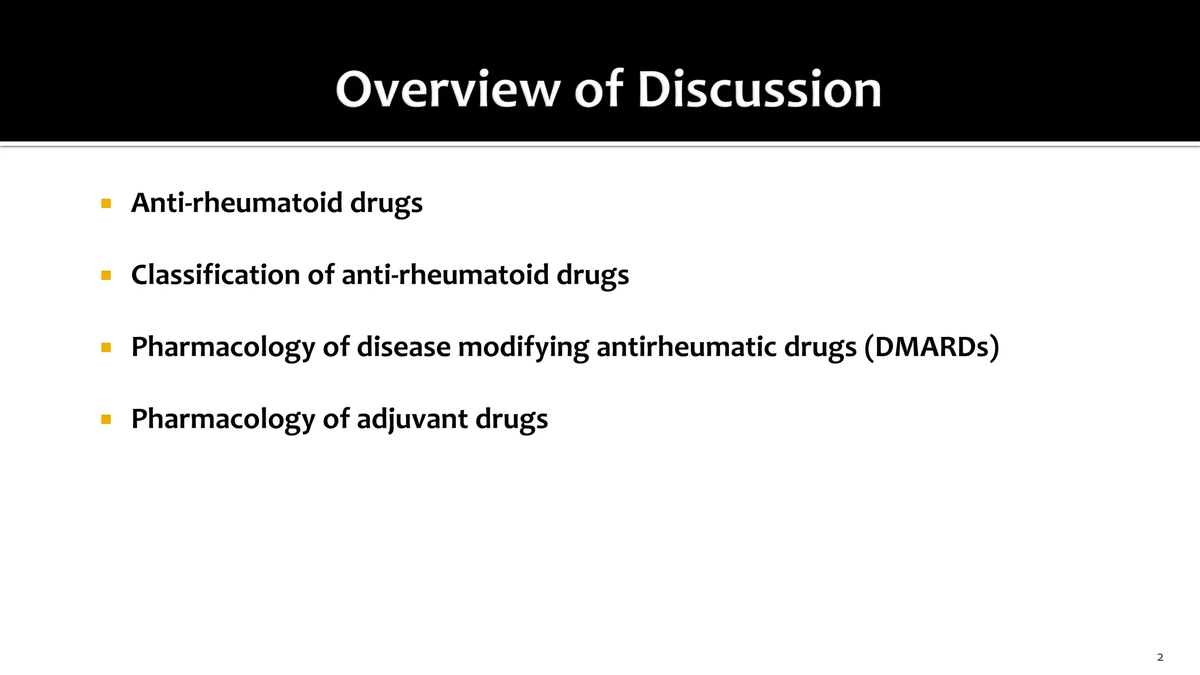 Overview of Discussion
Anti-rheumatoid drugs
Classification of anti-rheumatoid drugs
Pharmacology of disease modifying antirheumatic drugs (DMARDs)
Pharmacology of adjuvant drugs
2